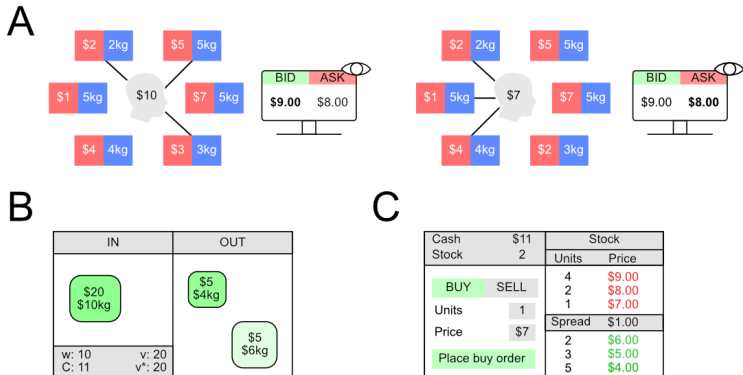 A
$2 2kg
$5 5kg
$1 5kg
$10
$7 5kg
$4 4kg
$3 3kg
BID ASK
$9.00 $8.00
$2 2kg
$5 5kg
$1 5kg
$7
$7 5kg
$4 4kg
$2 3kg
BID ASK
$9.00 $8.00
B
IN OUT
$20
$10kg
$5
$4kg
$5
$6kg
w: 10 v: 20
C: 11 v*: 20
C
Cash $11
Stock 2
BUY SELL
Units 1
Price $7
Place buy order
Stock
Units Price
4 $9.00
2 $8.00
1 $7.00
Spread $1.00
2 $6.00
3 $5.00
5 $4.00